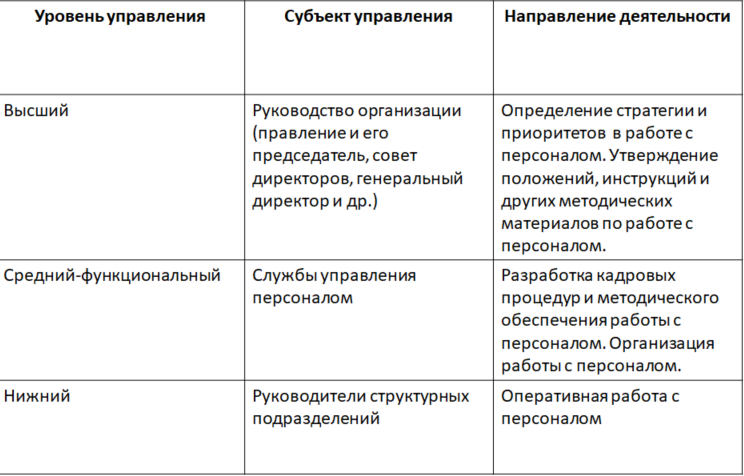 Уровень управления
Субъект управления
Направление деятельности
Высший
Руководство организации
(правление и его
председатель, совет
директоров, генеральный
директор и др.)
Определение стратегии и
приоритетов в работе с
персоналом. Утверждение
положений, инструкций и
других методических
материалов по работе с
персоналом.
Средний-функциональный
Службы управления
персоналом
Разработка кадровых
процедур и методического
обеспечения работы с
персоналом. Организация
работы с персоналом.
Нижний
Руководители структурных
подразделений
Оперативная работа с
персоналом